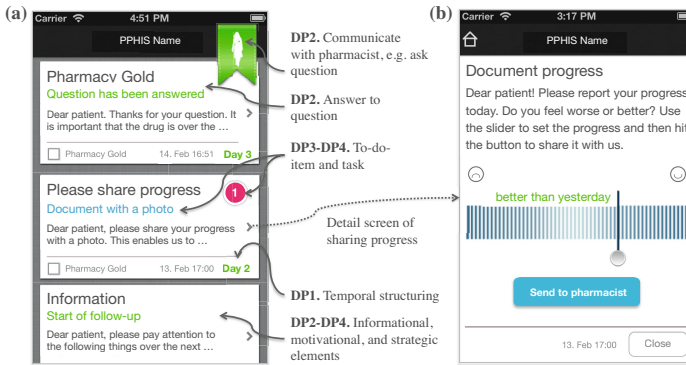 (a)
Carrier 4:51 PM
PPHIS Name
Pharmacy Gold
Question has been answered
Dear patient. Thanks for your question. It
is important that the drug is over the …
Pharmacy Gold 14. Feb 16:51 Day 3
Please share progress
1
Document with a photo
Dear patient, please share your progress
with a photo. This enables us to …
Pharmacy Gold 13. Feb 17:00 Day 2
Information
Start of follow-up
Dear patient, please pay attention to
the following things over the next …
DP2. Communicate
with pharmacist, e.g. ask
question
DP2. Answer to
question
DP3-DP4. To-do-
item and task
Detail screen of
sharing progress
DP1. Temporal structuring
DP2-DP4. Informational,
motivational, and strategic
elements
(b)
Carrier 3:17 PM
PPHIS Name
Document progress
Dear patient! Please report your progress
today. Do you feel worse or better? Use
the slider to set the progress and then hit
the button to share it with us.
better than yesterday
Send to pharmacist
13. Feb 17:00 Close